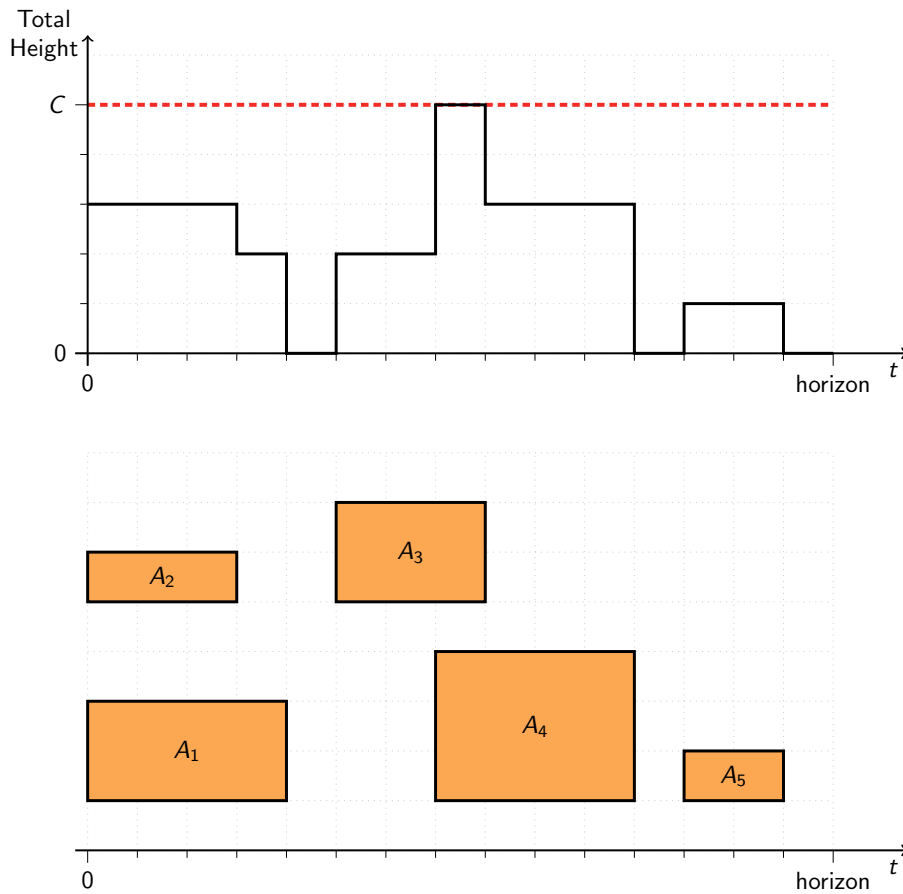 Total
Height
C
0
0
horizon
t
A₂
A₃
A₁
A₄
A₅
0
horizon
t